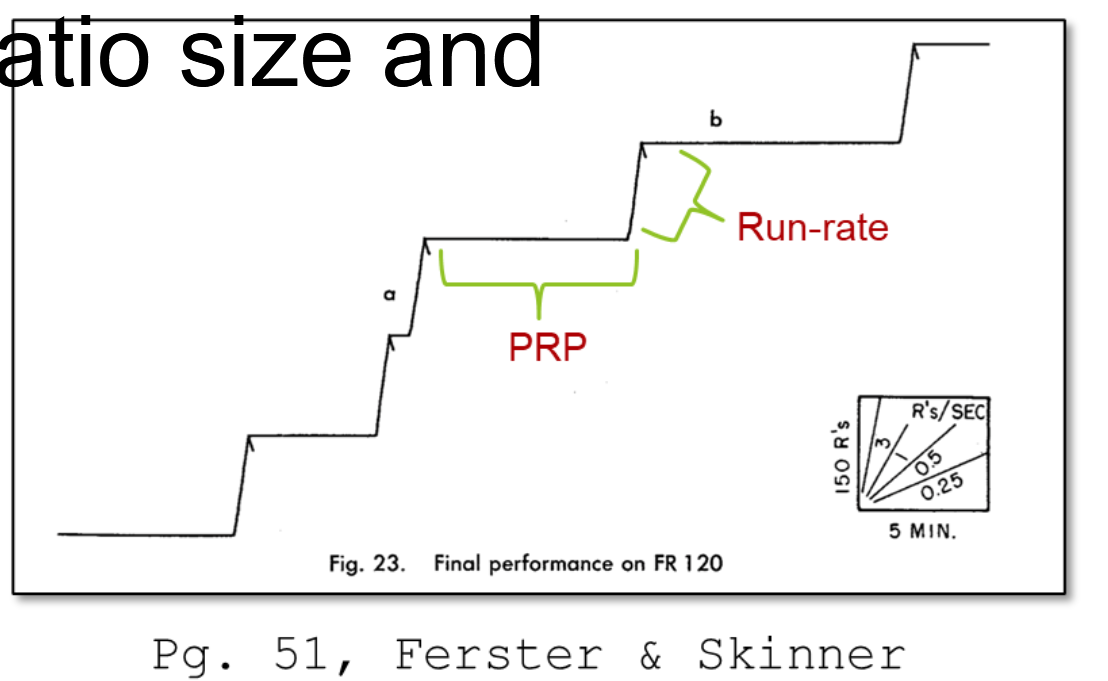 atio size and
b
Run-rate
a
PRP
R's/SEC
3
1
0.5
0.25
150 R's
5 MIN.
Fig. 23. Final performance on FR 120
Pg. 51, Ferster & Skinner